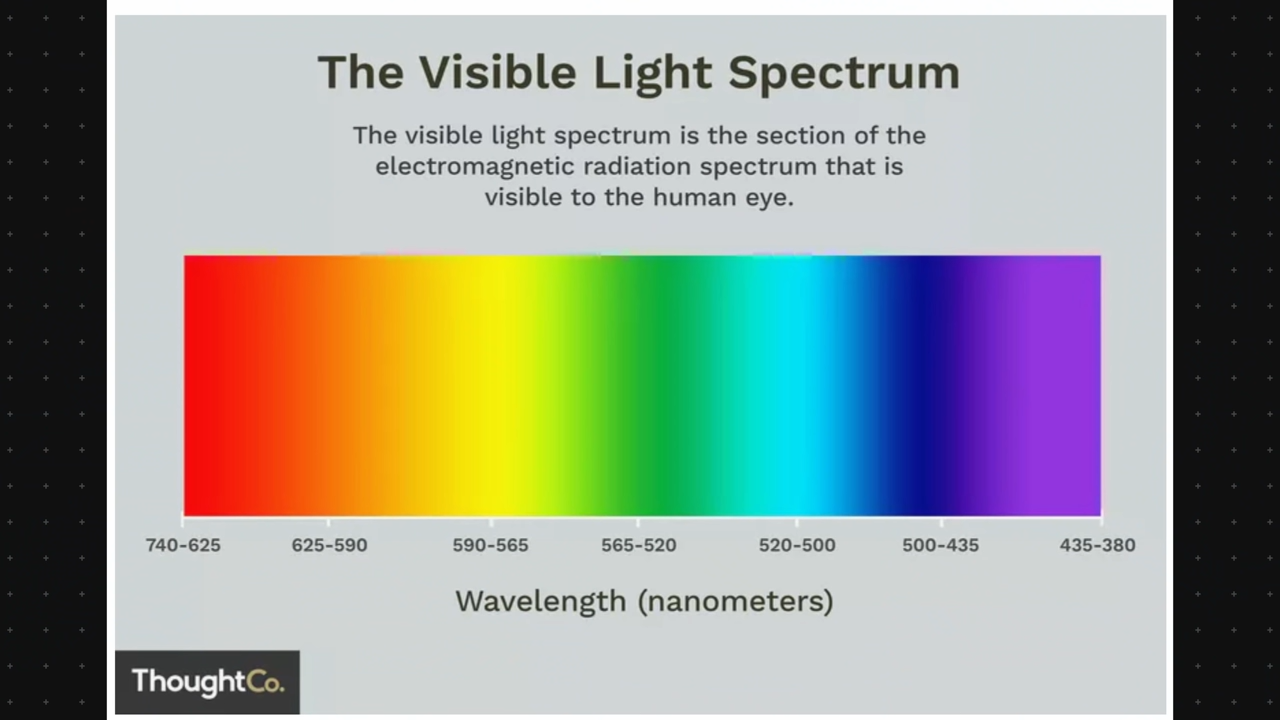 The Visible Light Spectrum
The visible light spectrum is the section of the
electromagnetic radiation spectrum that is
visible to the human eye.
740-625 625-590 590-565 565-520 520-500 500-435 435-380
Wavelength (nanometers)
ThoughtCo.